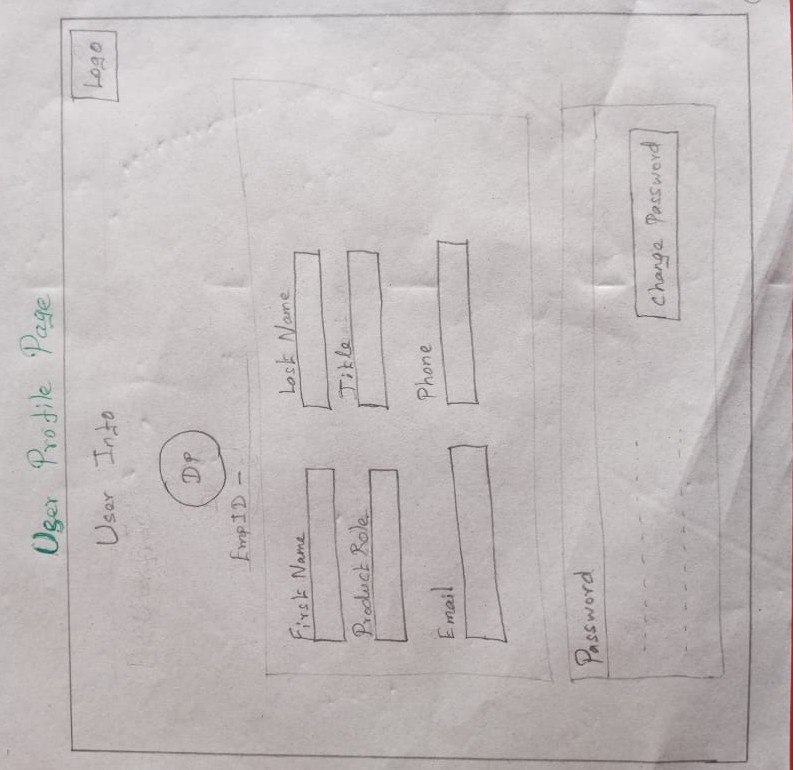 User Profile Page
User Info
Logo
DP
EmpID -
First Name
Last Name
Product Role
Title
Email
Phone
Password
Change Password